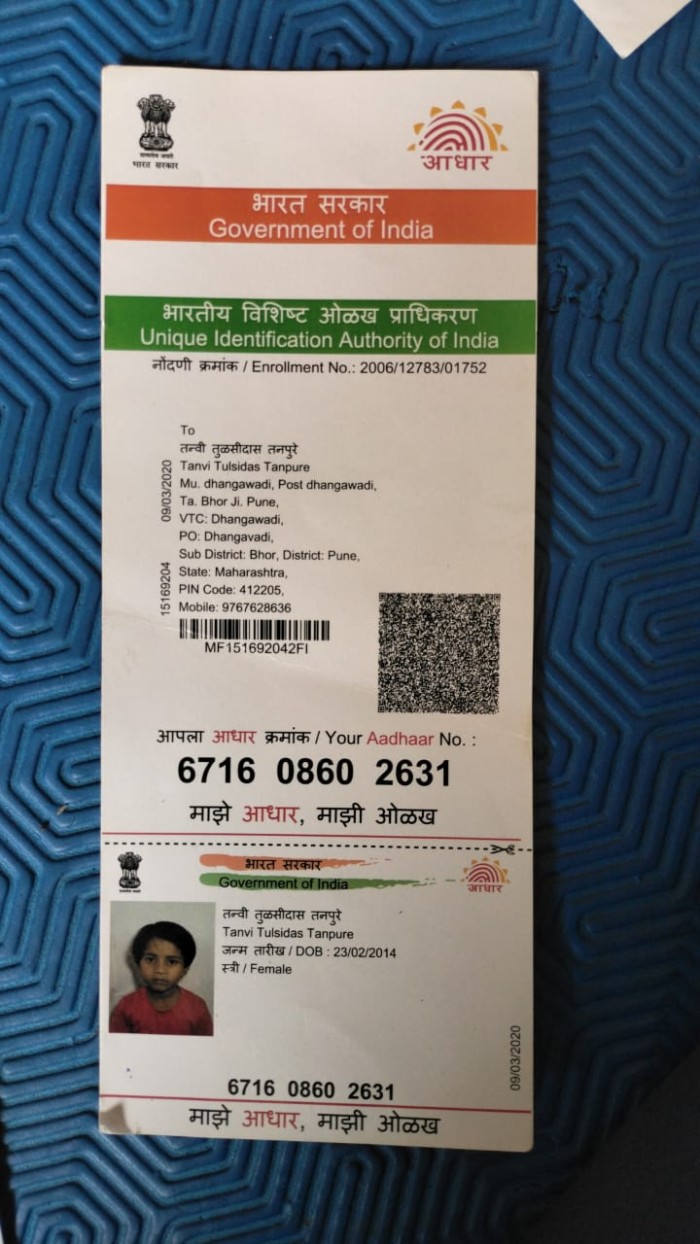 सत्यमेव जयते
भारत सरकार
आधार
भारत सरकार
Government of India
भारतीय विशिष्ट ओळख प्राधिकरण
Unique Identification Authority of India
नोंदणी क्रमांक / Enrollment No.: 2006/12783/01752
To
तन्वी तुळसीदास तनपुरे
Tanvi Tulsidas Tanpure
Mu. dhangawadi, Post dhangawadi,
Ta. Bhor Ji. Pune,
VTC: Dhangawadi,
PO: Dhangavadi,
Sub District: Bhor, District: Pune,
State: Maharashtra,
PIN Code: 412205,
Mobile: 9767628636
09/03/2020
15169204
MF151692042FI
आपला आधार क्रमांक / Your Aadhaar No. :
6716 0860 2631
माझे आधार, माझी ओळख
भारत सरकार
Government of India
आधार
तन्वी तुळसीदास तनपुरे
Tanvi Tulsidas Tanpure
जन्म तारीख / DOB : 23/02/2014
स्त्री / Female
09/03/2020
6716 0860 2631
माझे आधार, माझी ओळख